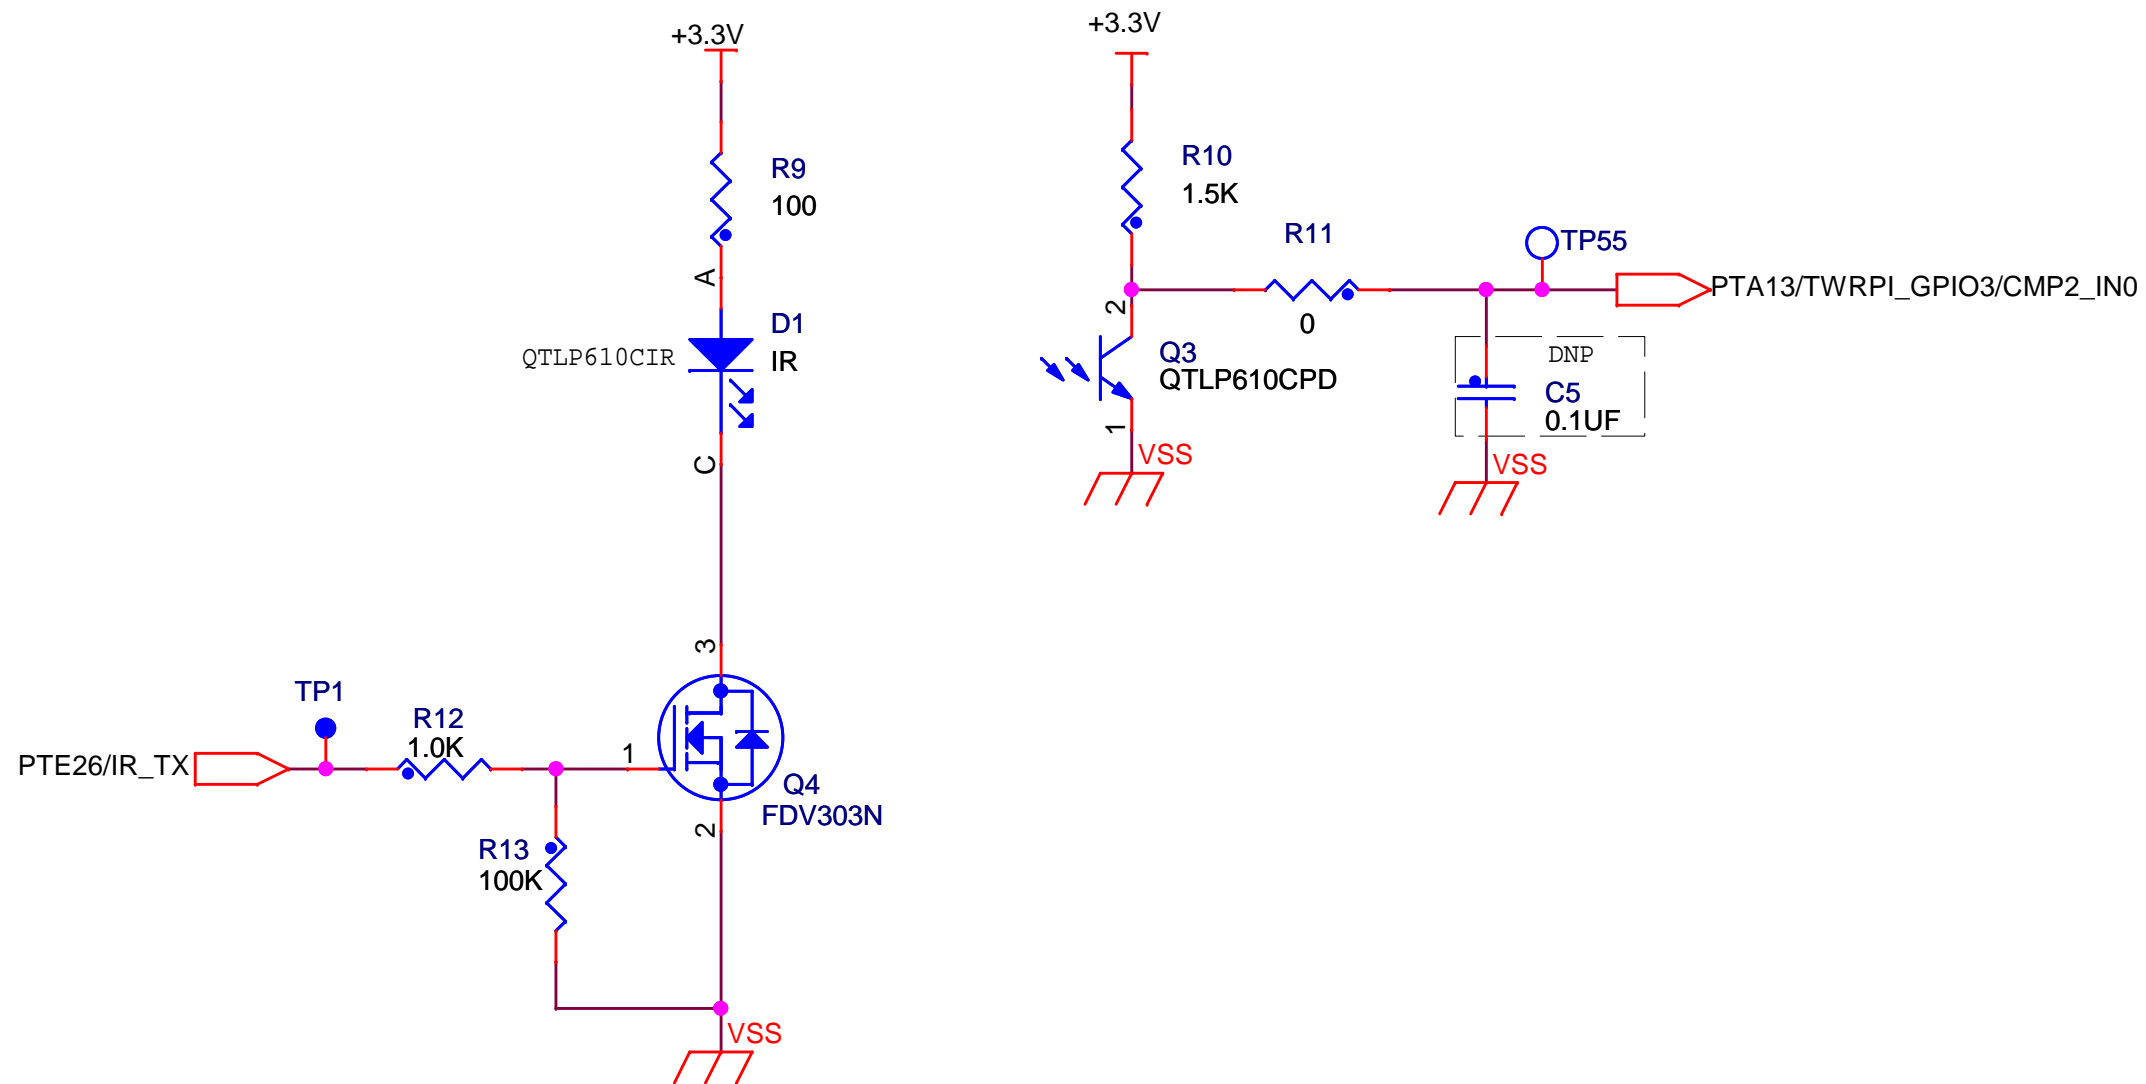 +3.3V
R9
100
A
D1
IR
QTLP610CIR
C
3
TP1
R12
1.0K
PTE26/IR_TX
1
Q4
FDV303N
2
R13
100K
VSS
+3.3V
R10
1.5K
R11
0
TP55
PTA13/TWRPI_GPIO3/CMP2_IN0
2
Q3
QTLP610CPD
1
VSS
DNP
C5
0.1UF
VSS